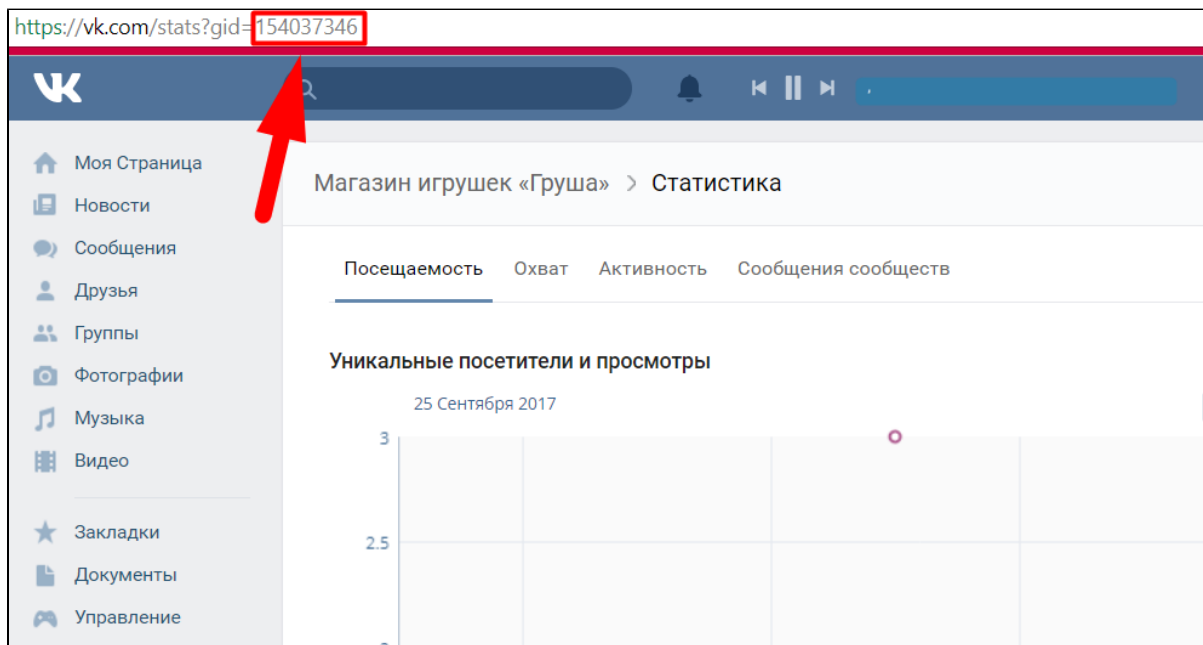 https://vk.com/stats?gid=154037346
Моя Страница
Новости
Сообщения
Друзья
Группы
Фотографии
Музыка
Видео
Закладки
Документы
Управление
Магазин игрушек «Груша» > Статистика
Посещаемость Охват Активность Сообщения сообществ
Уникальные посетители и просмотры
25 Сентября 2017
3
2.5